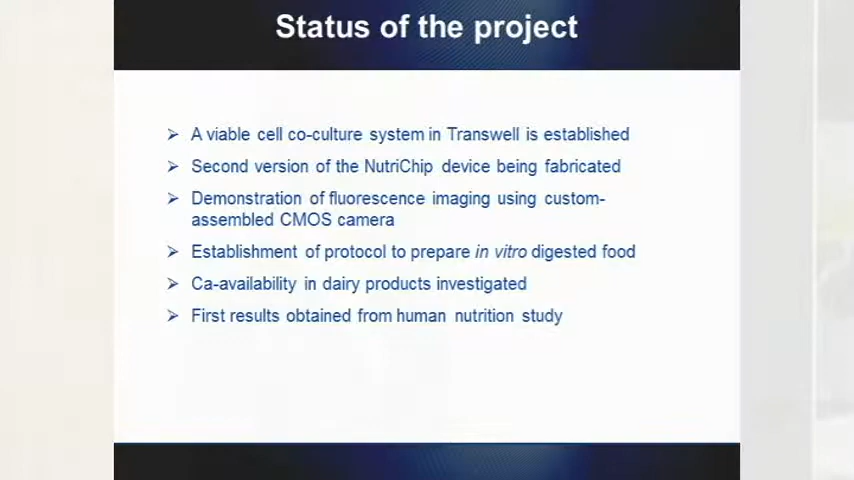 Status of the project
➢ A viable cell co-culture system in Transwell is established
➢ Second version of the NutriChip device being fabricated
➢ Demonstration of fluorescence imaging using custom-
assembled CMOS camera
➢ Establishment of protocol to prepare in vitro digested food
➢ Ca-availability in dairy products investigated
➢ First results obtained from human nutrition study